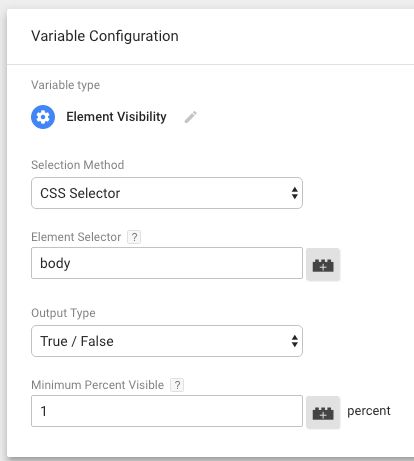 Variable Configuration
Variable type
Element Visibility
Selection Method
CSS Selector
Element Selector ?
body
Output Type
True / False
Minimum Percent Visible ?
1 percent